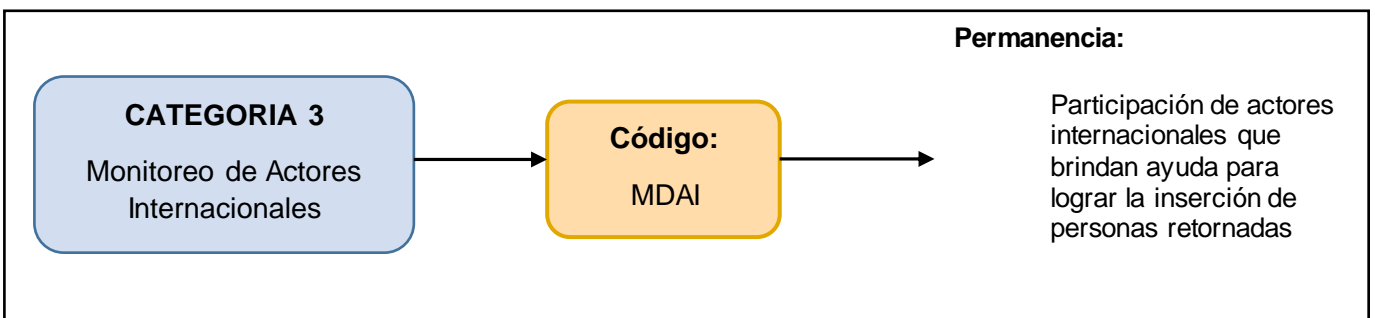 CATEGORIA 3
Monitoreo de Actores
Internacionales
Código:
MDAI
Permanencia:
Participación de actores
internacionales que
brindan ayuda para
lograr la inserción de
personas retornadas